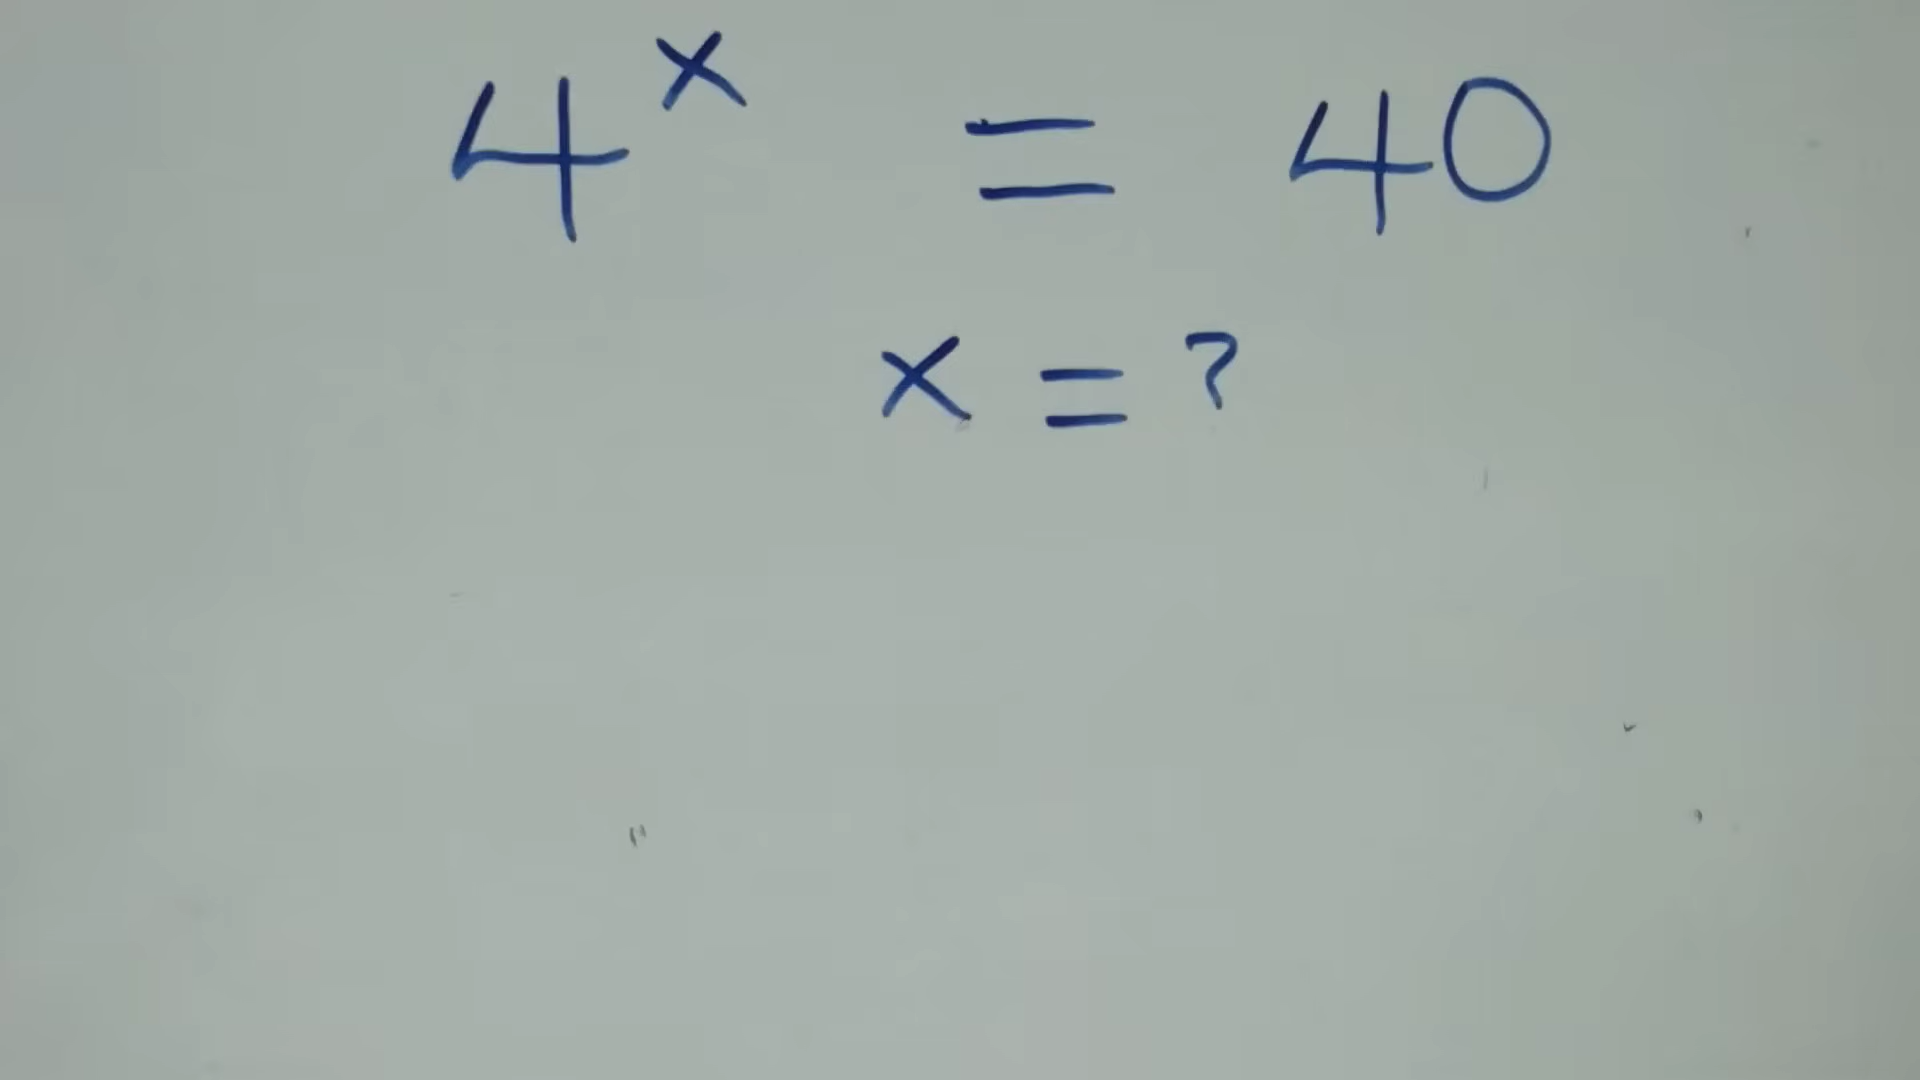 4^x = 40
x = ?